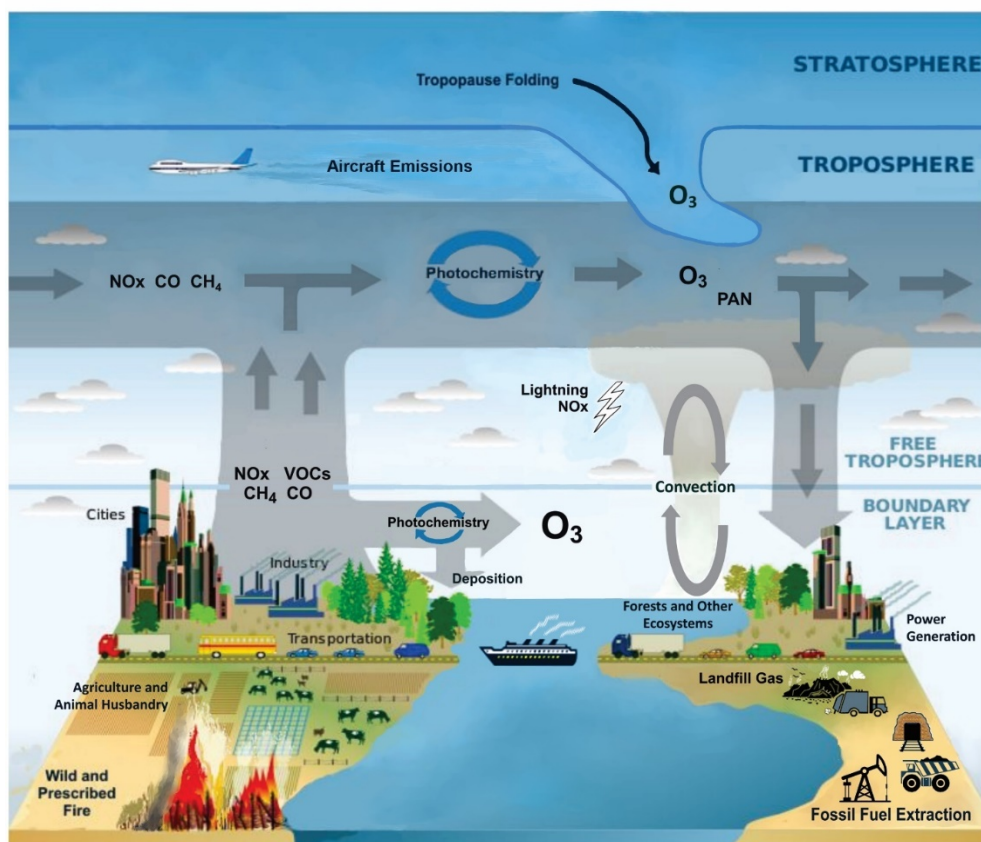 STRATOSPHERE
Tropopause Folding
Aircraft Emissions
TROPOSPHERE
O₃
NOx CO CH₄
Photochemistry
O₃
PAN
Lightning
NOx
FREE
TROPOSPHERE
NOx VOCs
CH₄ CO
Convection
BOUNDARY
LAYER
Cities
Photochemistry
O₃
Industry
Deposition
Forests and Other
Ecosystems
Power
Generation
Transportation
Landfill Gas
Agriculture and
Animal Husbandry
Wild and
Prescribed
Fire
Fossil Fuel Extraction